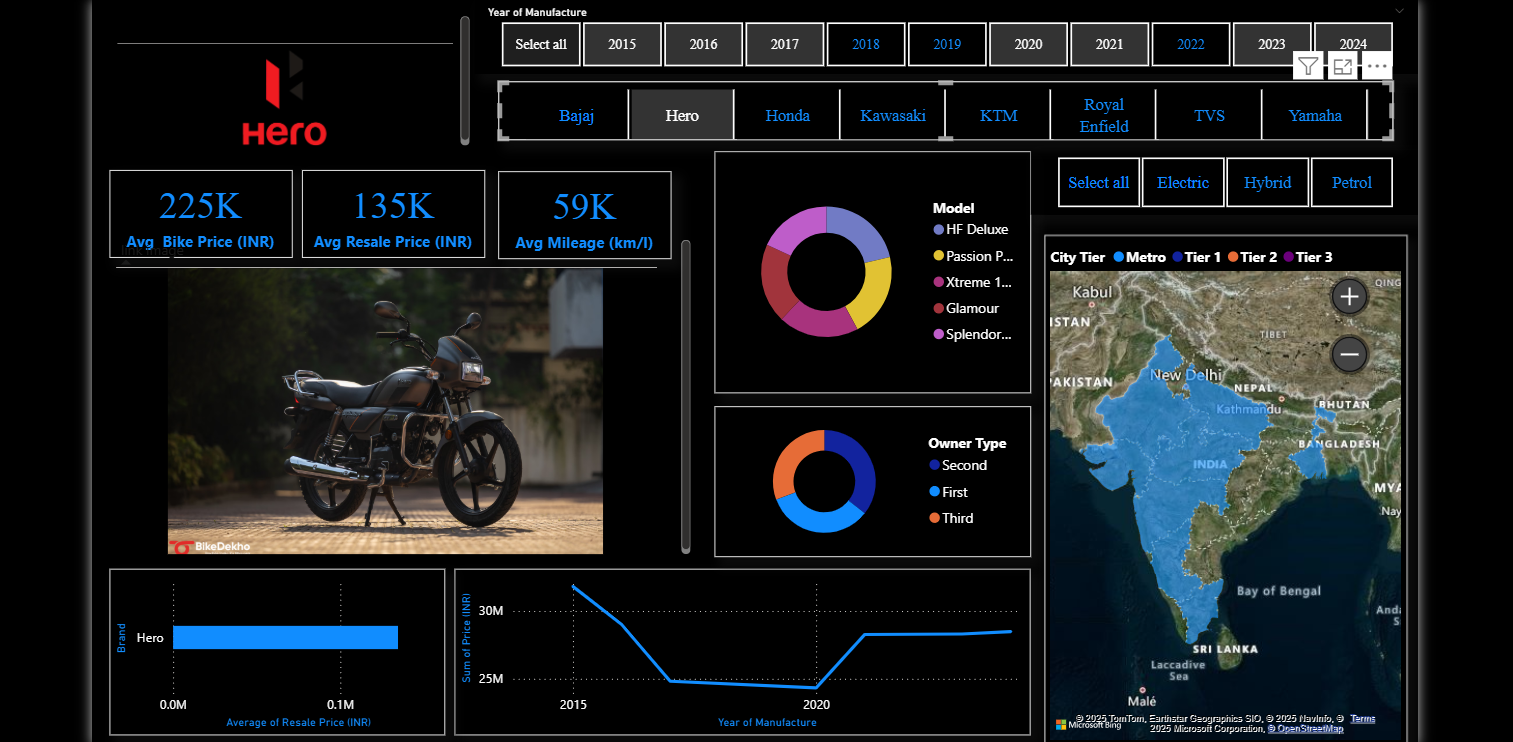 Year of Manufacture
Select all 2015 2016 2017 2018 2019 2020 2021 2022 2023 2024
Hero
Bajaj Hero Honda Kawasaki KTM Royal Enfield TVS Yamaha
Select all Electric Hybrid Petrol
225K
Avg Bike Price (INR)
135K
Avg Resale Price (INR)
59K
Avg Mileage (km/l)
Model
HF Deluxe
Passion P...
Xtreme 1...
Glamour
Splendor...
Owner Type
Second
First
Third
BikeDekho
City Tier Metro Tier 1 Tier 2 Tier 3
Kabul
QING
ISTAN
TIBET
New Delhi
PAKISTAN
NEPAL
BHUTAN
Kathmandu
BANGLADESH
INDIA
MYA
Nay
Bay of Bengal
Anda
S
SRI LANKA
Laccadive
Sea
Malé
Microsoft Bing
© 2025 TomTom, Earthstar Geographics SIO, © 2025 NavInfo, © Terms
2025 Microsoft Corporation, © OpenStreetMap
Brand
Hero
0.0M 0.1M
Average of Resale Price (INR)
Sum of Price (INR)
30M
25M
2015 2020
Year of Manufacture